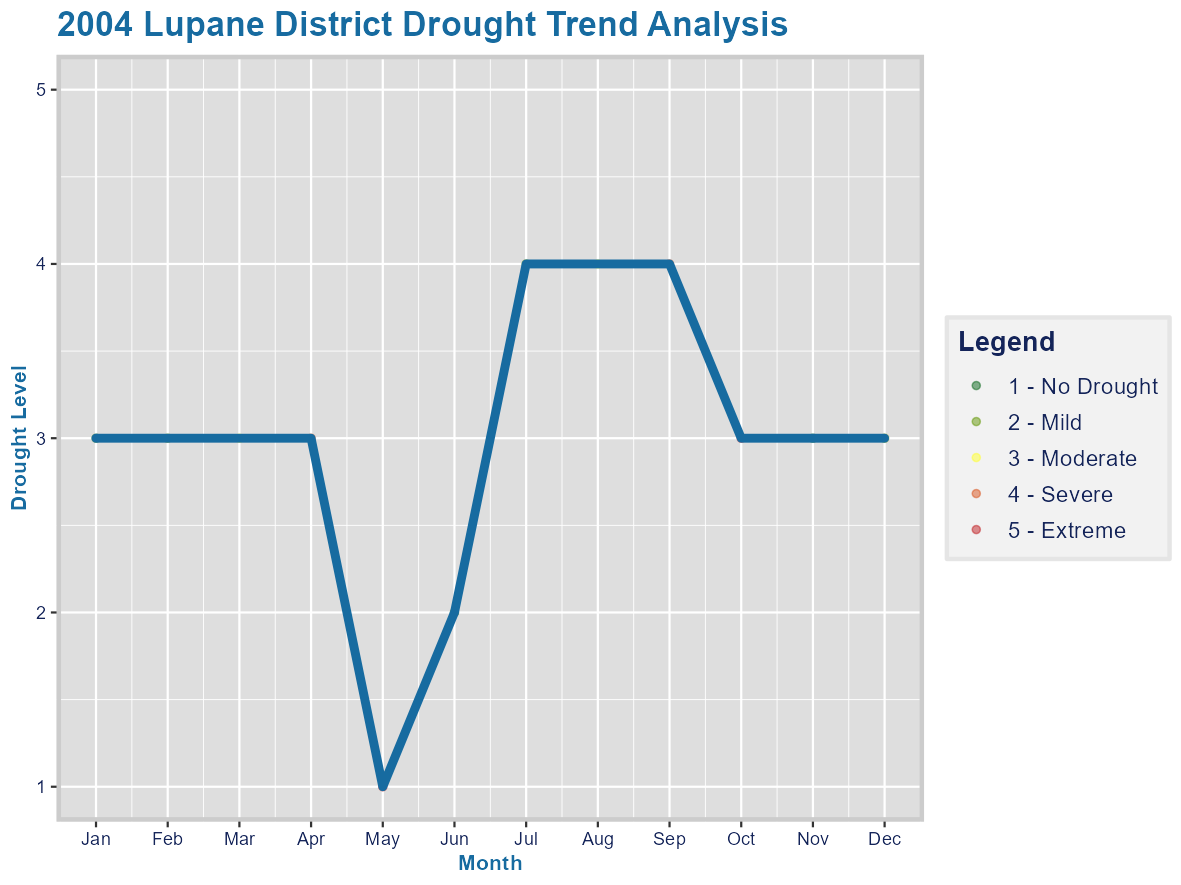 2004 Lupane District Drought Trend Analysis
Drought Level
5
4
3
2
1
Jan Feb Mar Apr May Jun Jul Aug Sep Oct Nov Dec
Month
Legend
1 - No Drought
2 - Mild
3 - Moderate
4 - Severe
5 - Extreme